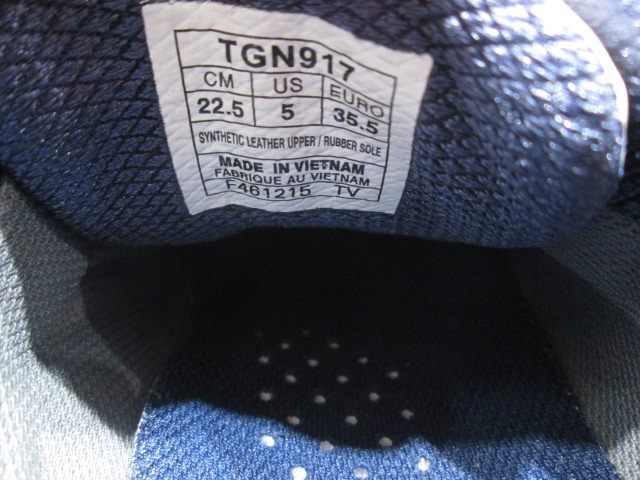 TGN917
CM US EURO
22.5 5 35.5
SYNTHETIC LEATHER UPPER / RUBBER SOLE
MADE IN VIETNAM
FABRIQUE AU VIETNAM
F461215 TV